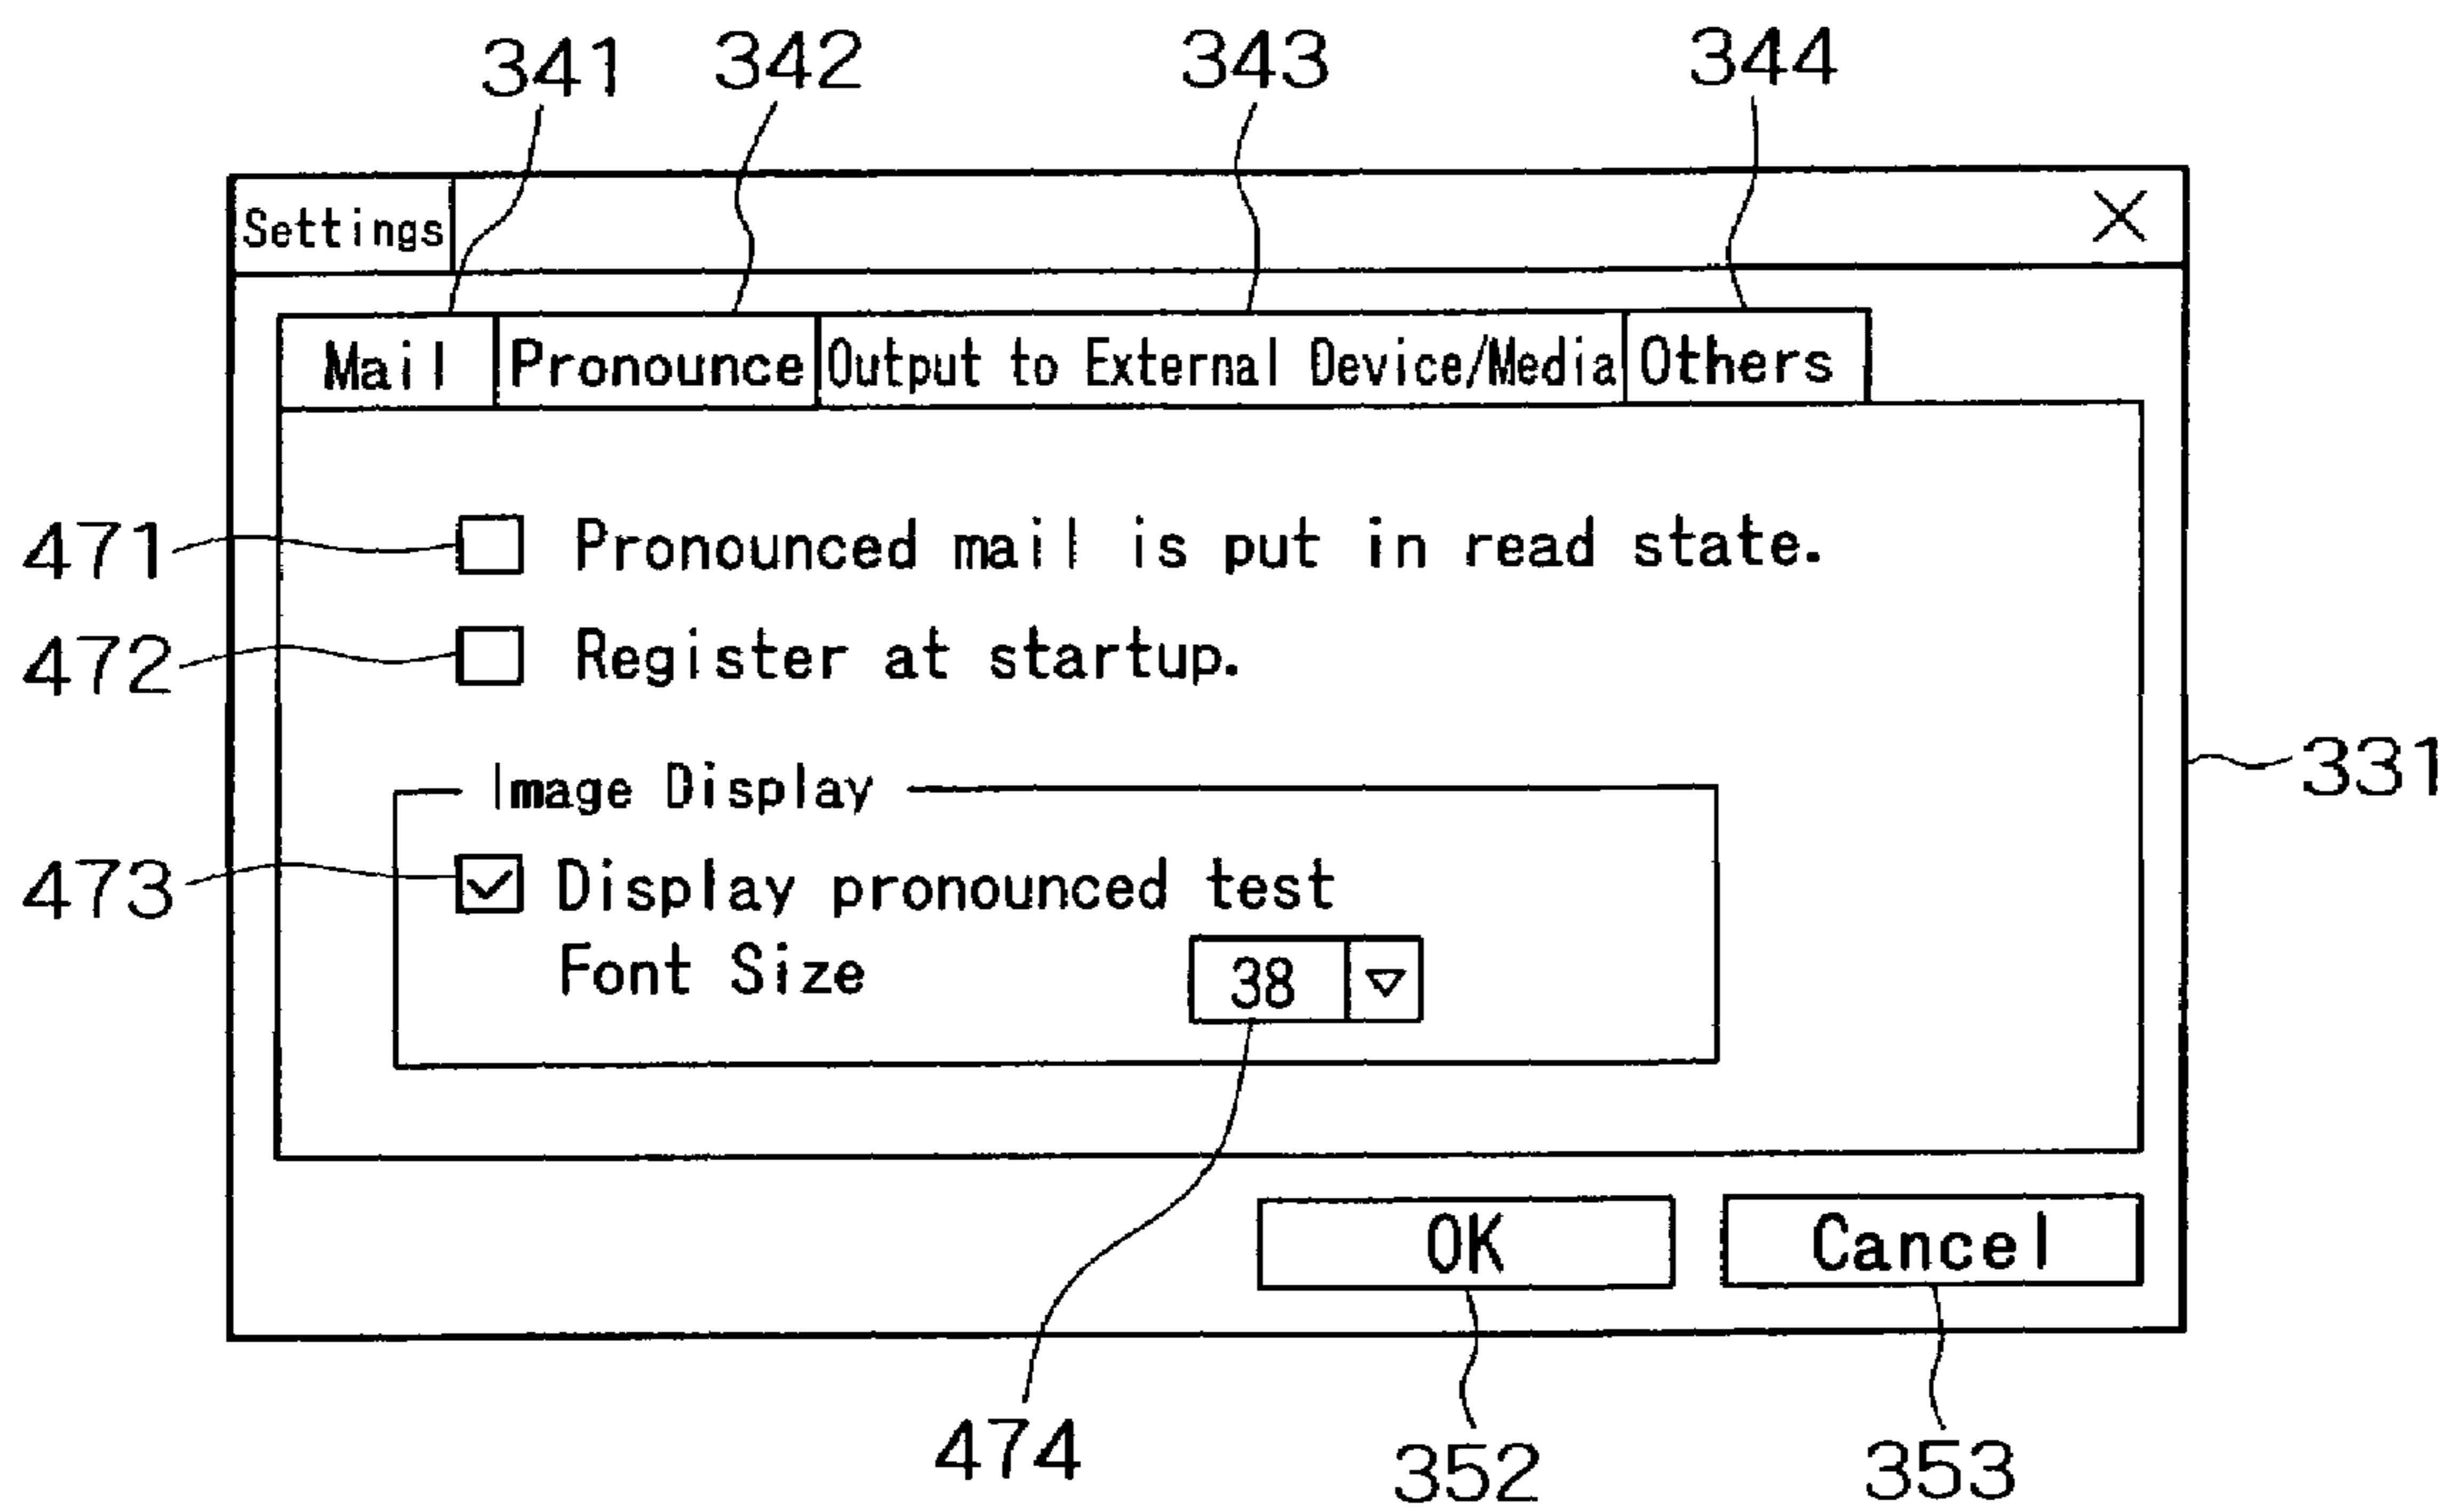 341 342 343 344
Settings ×
Mail Pronounce Output to External Device/Media Others
471 Pronounced mail is put in read state.
472 Register at startup.
331
Image Display
473 Display pronounced test
Font Size 38
OK Cancel
474 352 353